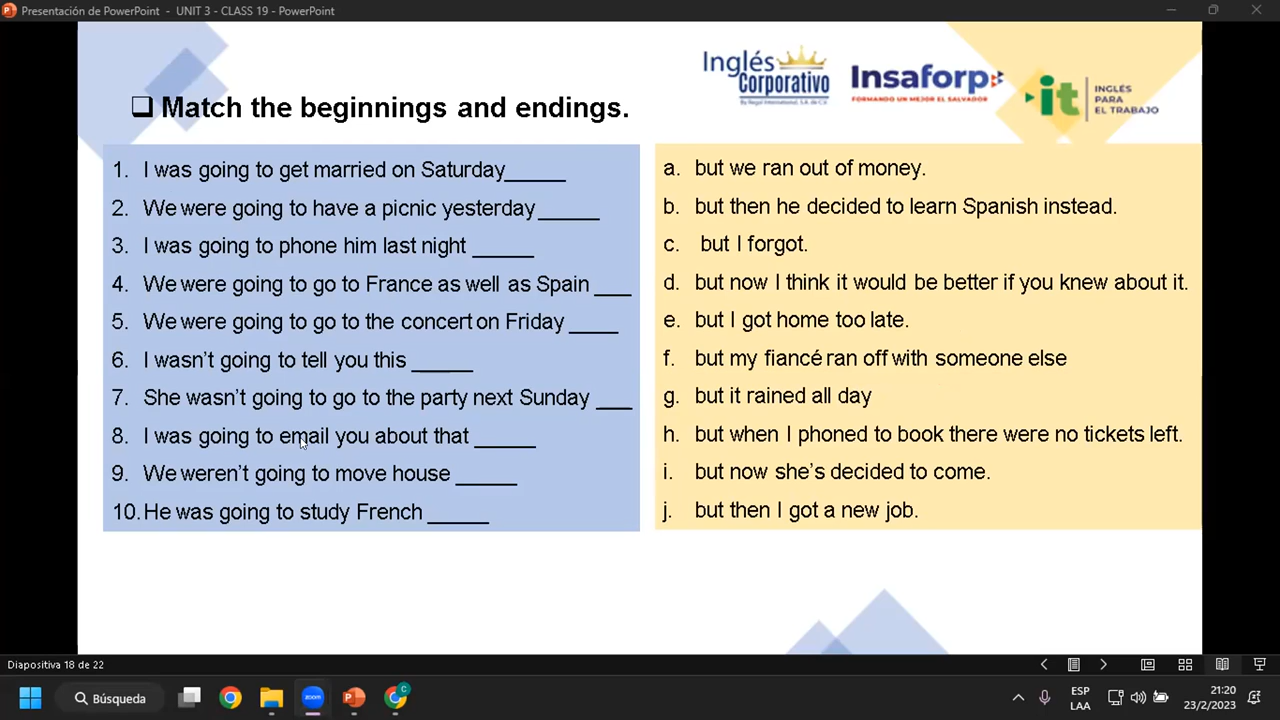 Presentación de PowerPoint - UNIT 3 - CLASS 19 - PowerPoint
Inglés Corporativo
By Regal International, S.A. de C.V.
Insaforp
FORMANDO UN MEJOR EL SALVADOR
it INGLÉS PARA EL TRABAJO
Match the beginnings and endings.
1. I was going to get married on Saturday_____
2. We were going to have a picnic yesterday_____
3. I was going to phone him last night _____
4. We were going to go to France as well as Spain ___
5. We were going to go to the concert on Friday ____
6. I wasn't going to tell you this _____
7. She wasn't going to go to the party next Sunday ___
8. I was going to email you about that _____
9. We weren't going to move house _____
10. He was going to study French _____
a. but we ran out of money.
b. but then he decided to learn Spanish instead.
c. but I forgot.
d. but now I think it would be better if you knew about it.
e. but I got home too late.
f. but my fiancé ran off with someone else
g. but it rained all day
h. but when I phoned to book there were no tickets left.
i. but now she's decided to come.
j. but then I got a new job.
Diapositiva 18 de 22
Búsqueda
zoom
ESP
LAA
21:20
23/2/2023